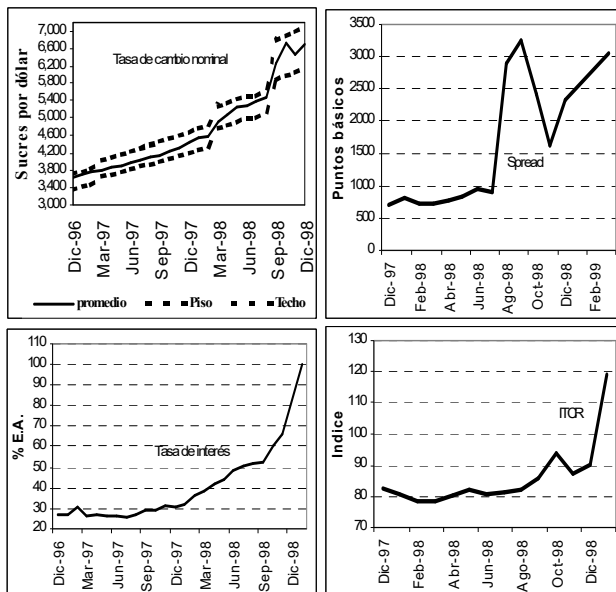 Tasa de cambio nominal
Sucres por dólar
7,000
6,600
6,200
5,800
5,400
5,000
4,600
4,200
3,800
3,400
3,000
Dic-96
Mar-97
Jun-97
Sep-97
Dic-97
Mar-98
Jun-98
Sep-98
Dic-98
promedio Piso Techo
Puntos básicos
3500
3000
2500
2000
1500
1000
500
0
Spread
Dic-97
Feb-98
Abr-98
Jun-98
Ago-98
Oct-98
Dic-98
Feb-99
% E.A.
100
90
80
70
60
50
40
30
20
Tasa de interés
Dic-96
Mar-97
Jun-97
Sep-97
Dic-97
Mar-98
Jun-98
Sep-98
Dic-98
Indice
130
120
110
100
90
80
70
ITCR
Dic-97
Feb-98
Abr-98
Jun-98
Ago-98
Oct-98
Dic-98